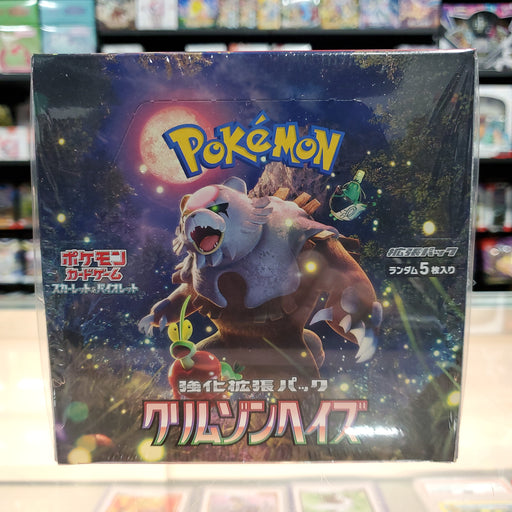 POKéMON
ポケモン
カードゲーム
スカーレット&バイオレット
拡張パック
ランダム5枚入り
強化拡張パック
クリムゾンヘイズ